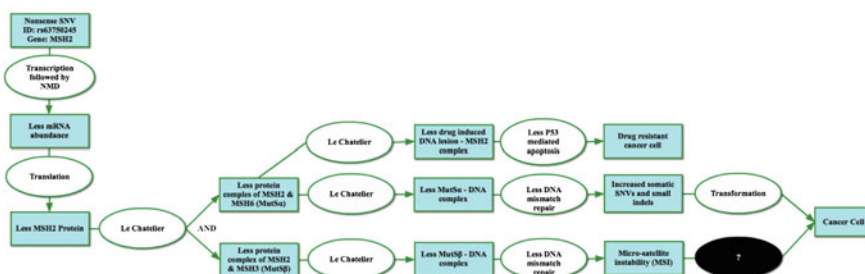 Nonsense SNV
ID: rs63750245
Gene: MSH2
Transcription
followed by
NMD
Less mRNA
abundance
Translation
Less MSH2 Protein
Le Chatelier
AND
Less protein
complex of MSH2 &
MSH6 (MutSα)
Less protein
complex of MSH2
& MSH3 (MutSβ)
Le Chatelier
Less drug induced
DNA lesion - MSH2
complex
Less P53
mediated
apoptosis
Drug resistant
cancer cell
Le Chatelier
Less MutSα - DNA
complex
Less DNA
mismatch
repair
Increased somatic
SNVs and small
indels
Transformation
Le Chatelier
Less MutSβ - DNA
complex
Less DNA
mismatch
repair
Micro-satellite
instability (MSI)
?
Cancer Cell